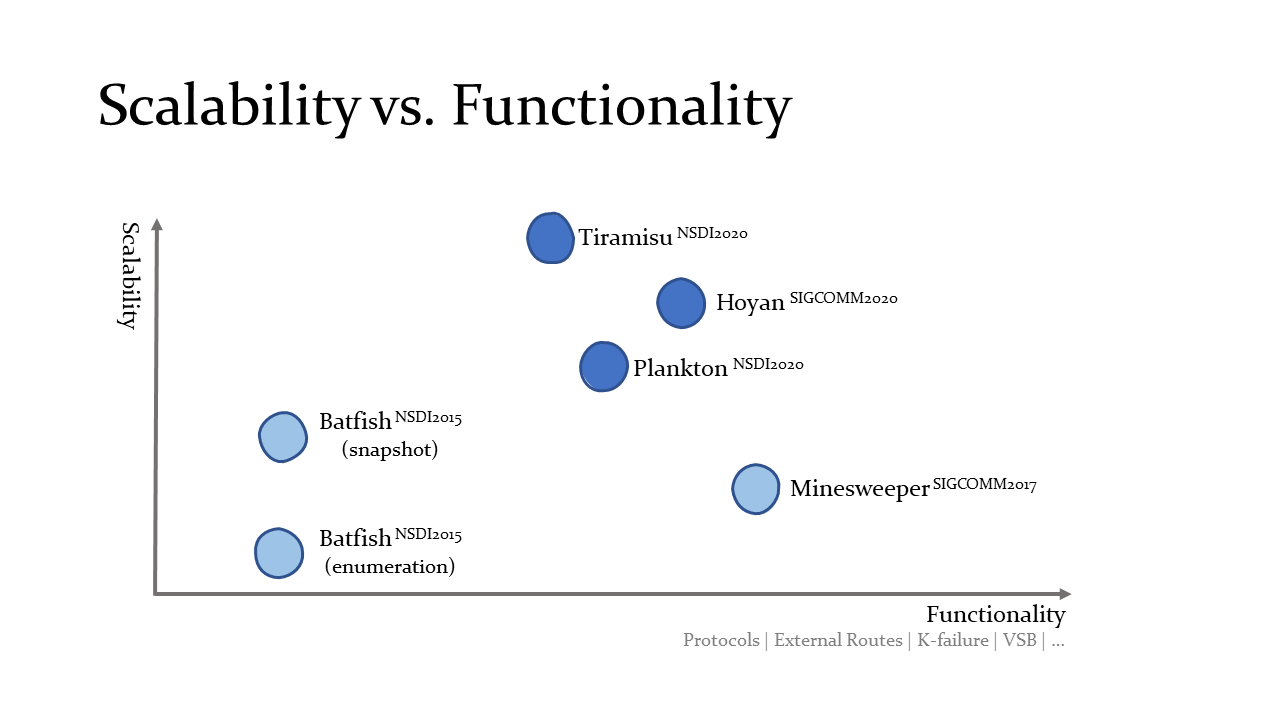 Scalability vs. Functionality
Scalability
Tiramisu NSDI2020
Hoyan SIGCOMM2020
Plankton NSDI2020
Batfish NSDI2015
(snapshot)
Minesweeper SIGCOMM2017
Batfish NSDI2015
(enumeration)
Functionality
Protocols | External Routes | K-failure | VSB | ...